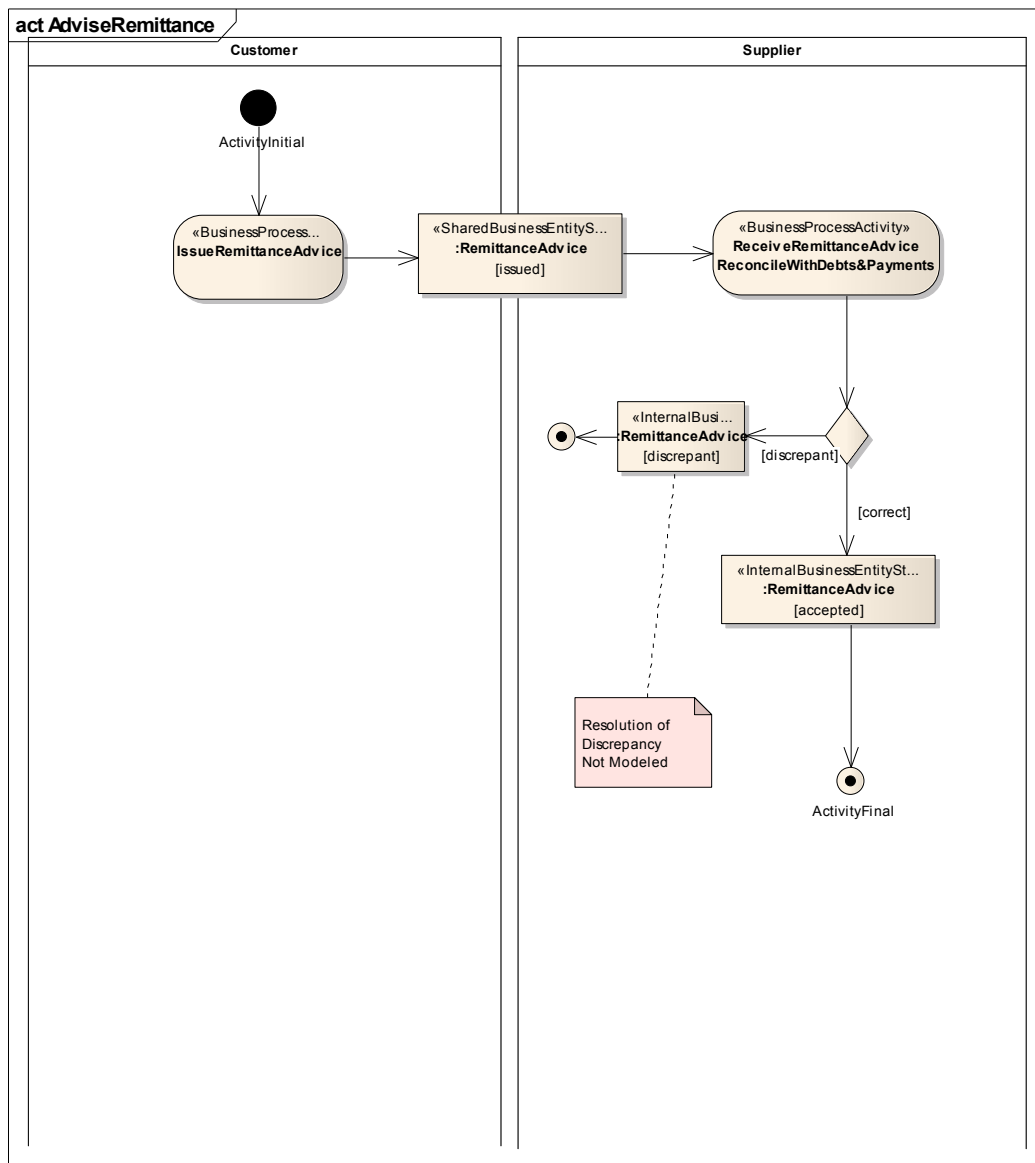 act AdviseRemittance
Customer
Supplier
ActivityInitial
«BusinessProcess...
IssueRemittanceAdvice
«SharedBusinessEntityS...
:RemittanceAdvice
[issued]
«BusinessProcessActivity»
ReceiveRemittanceAdvice
ReconcileWithDebts&Payments
«InternalBusi...
:RemittanceAdvice
[discrepant]
[discrepant]
[correct]
«InternalBusinessEntitySt...
:RemittanceAdvice
[accepted]
Resolution of
Discrepancy
Not Modeled
ActivityFinal